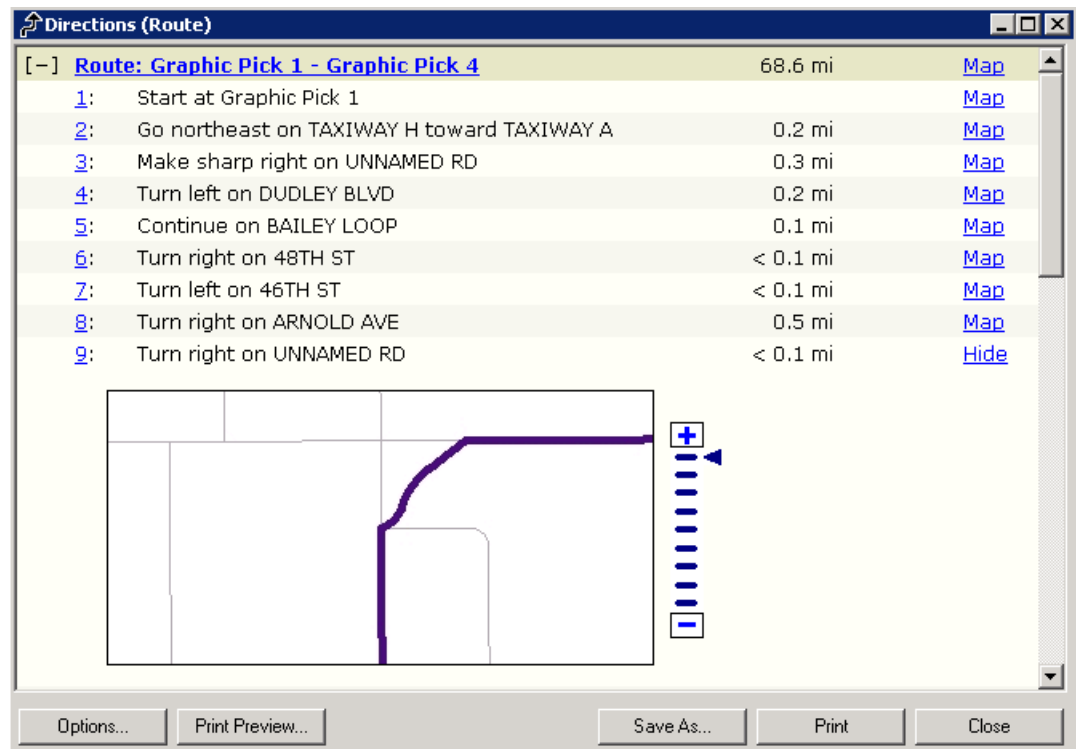 Directions (Route)
[-] Route: Graphic Pick 1 - Graphic Pick 4 68.6 mi Map
1: Start at Graphic Pick 1 Map
2: Go northeast on TAXIWAY H toward TAXIWAY A 0.2 mi Map
3: Make sharp right on UNNAMED RD 0.3 mi Map
4: Turn left on DUDLEY BLVD 0.2 mi Map
5: Continue on BAILEY LOOP 0.1 mi Map
6: Turn right on 48TH ST < 0.1 mi Map
7: Turn left on 46TH ST < 0.1 mi Map
8: Turn right on ARNOLD AVE 0.5 mi Map
9: Turn right on UNNAMED RD < 0.1 mi Hide
Options... Print Preview... Save As... Print Close